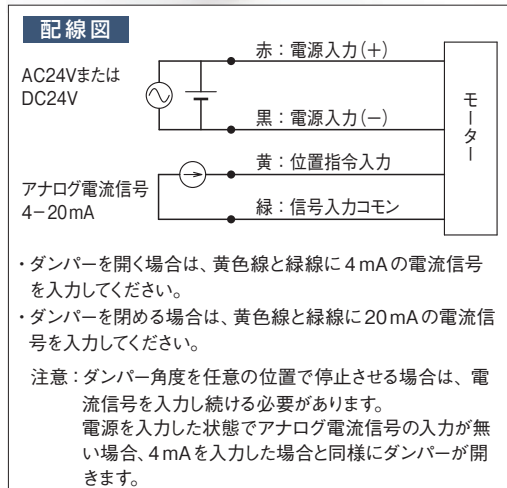 配線図
AC24Vまたは
DC24V
赤：電源入力(＋)
黒：電源入力(－)
黄：位置指令入力
アナログ電流信号
4－20mA
緑：信号入力コモン
モーター
・ダンパーを開く場合は、黄色線と緑線に4mAの電流信号
を入力してください。
・ダンパーを閉める場合は、黄色線と緑線に20mAの電流信
号を入力してください。
注意：ダンパー角度を任意の位置で停止させる場合は、電
流信号を入力し続ける必要があります。
電源を入力した状態でアナログ電流信号の入力が無
い場合、4mAを入力した場合と同様にダンパーが開
きます。